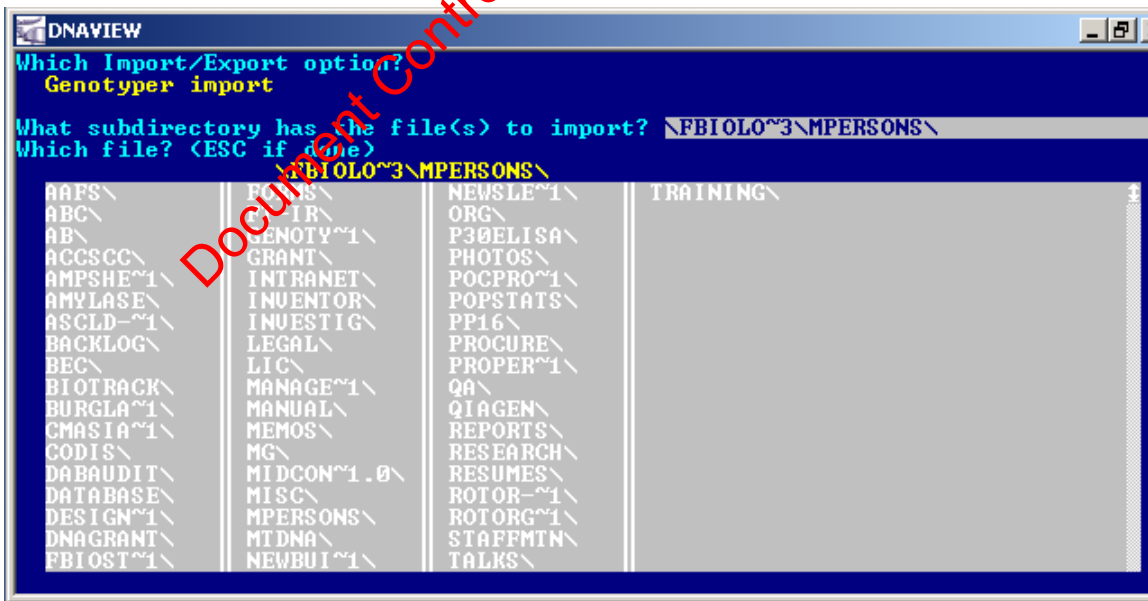 DNAVIEW
Which Import/Export option?
Genotyper import
What subdirectory has the file(s) to import? \FBIOLO~3\MPERSONS\
Which file? (ESC if done)
\FBIOLO~3\MPERSONS\
AAFS\ NEWSLE~1\ TRAINING\
ABC\ ORG\
AB\ GENOTY~1\ P30ELISA\
ACCSCC\ GRANT\ PHOTOS\
AMPSHE~1\ INTRANET\ POCPRO~1\
AMYLASE\ INVENTOR\ POPSTATS\
ASCLD-~1\ INVESTIG\ PP16\
BACKLOG\ LEGAL\ PROCURE\
BEC\ LIC\ PROPER~1\
BIOTRACK\ MANAGE~1\ QA\
BURGLA~1\ MANUAL\ QIAGEN\
CMASIA~1\ MEMOS\ REPORTS\
CODIS\ MG\ RESEARCH\
DABAUDIT\ MIDCON~1.0\ RESUMES\
DATABASE\ MISC\ ROTOR-~1\
DESIGN~1\ MPERSONS\ ROTORG~1\
DNAGRANT\ MTDNA\ STAFFMTN\
FBIOST~1\ NEWBUI~1\ TALKS\
Document Contro